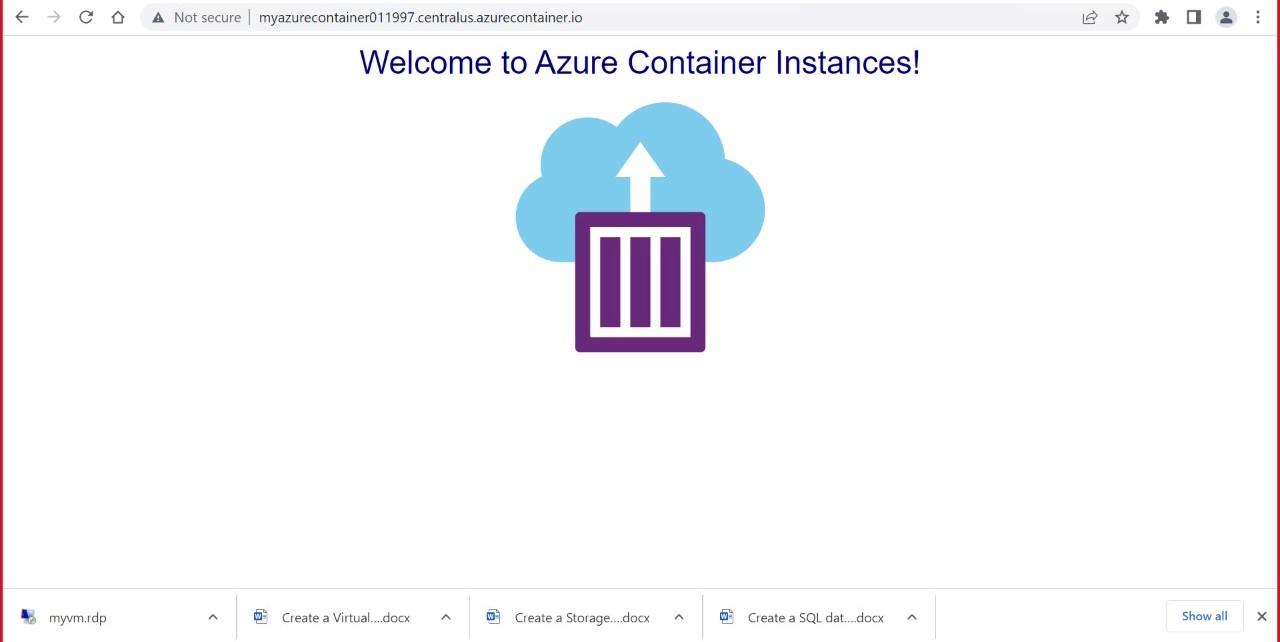 Not secure | myazurecontainer011997.centralus.azurecontainer.io
Welcome to Azure Container Instances!
myvm.rdp
Create a Virtual....docx
Create a Storage....docx
Create a SQL dat....docx
Show all